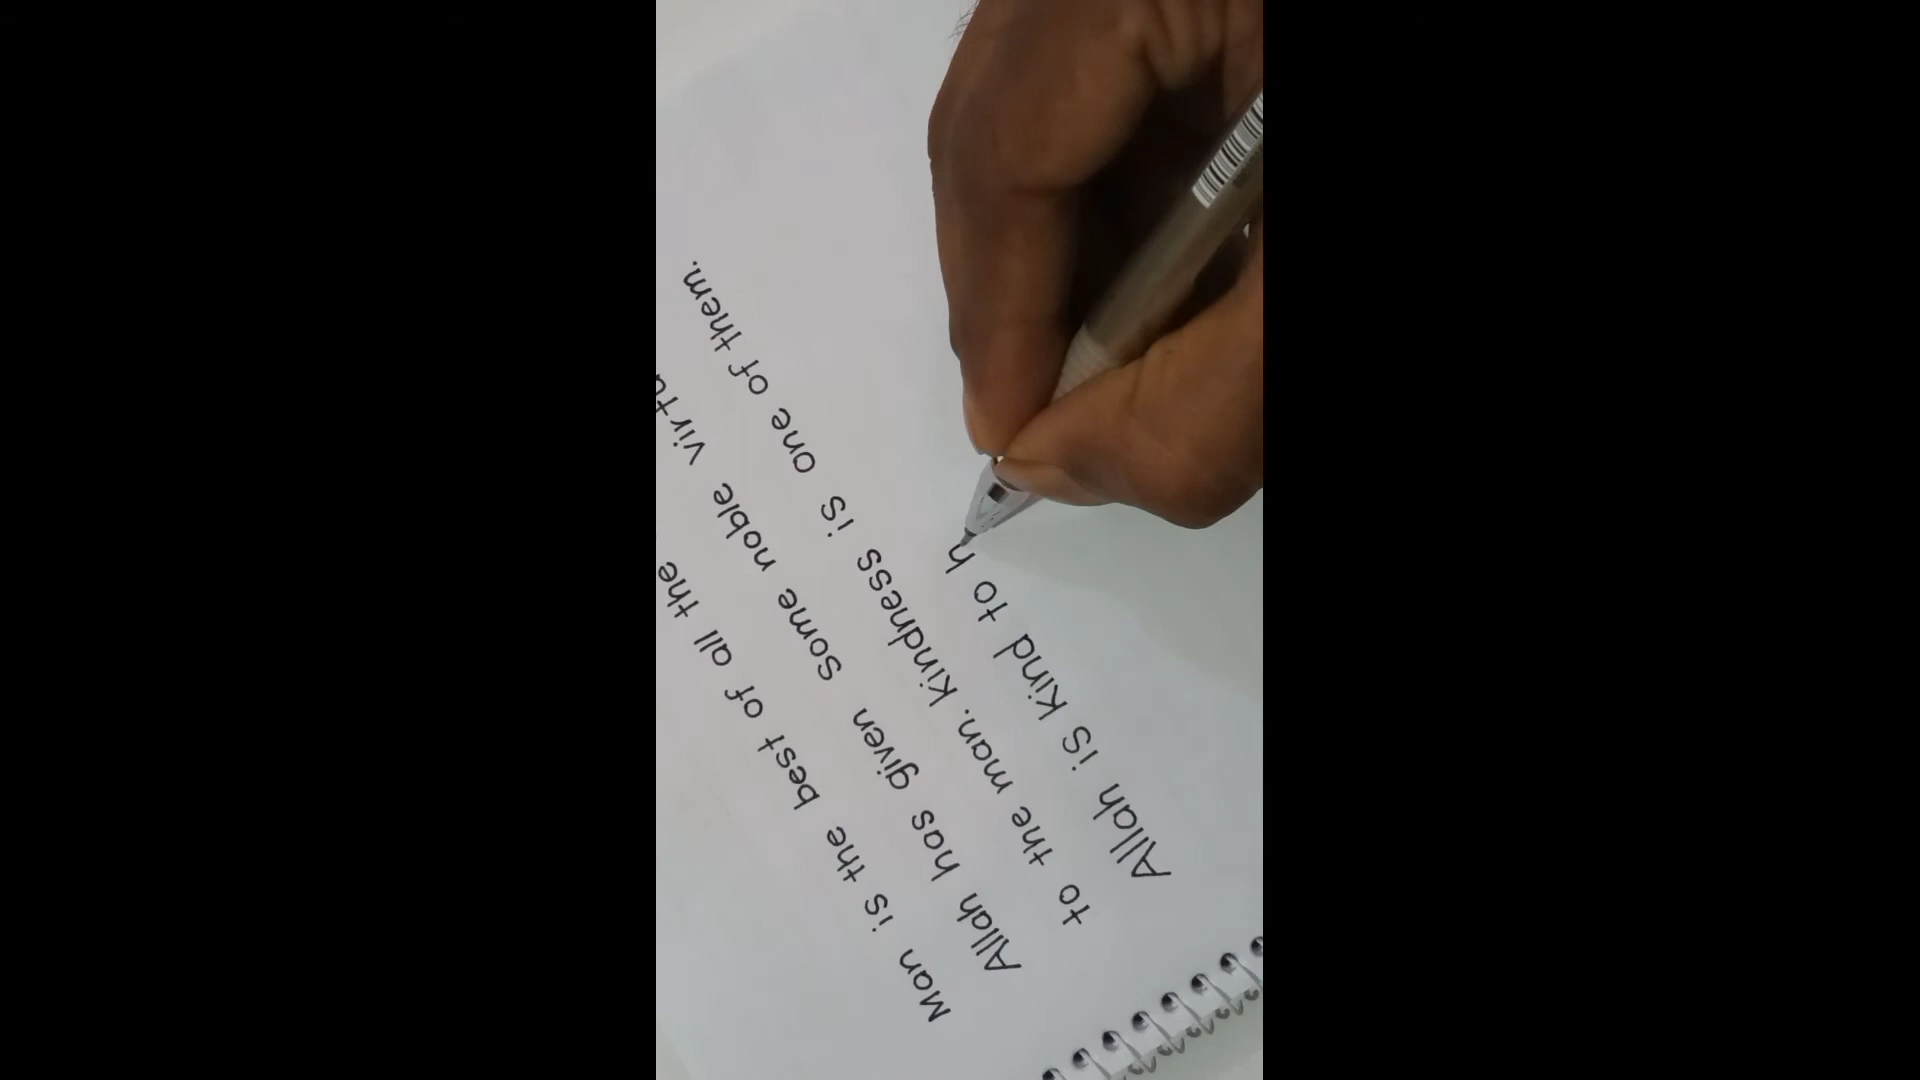 Man is the best of all the
Allah has given some noble virtu
to the man. Kindness is one of them.
Allah is kind to h